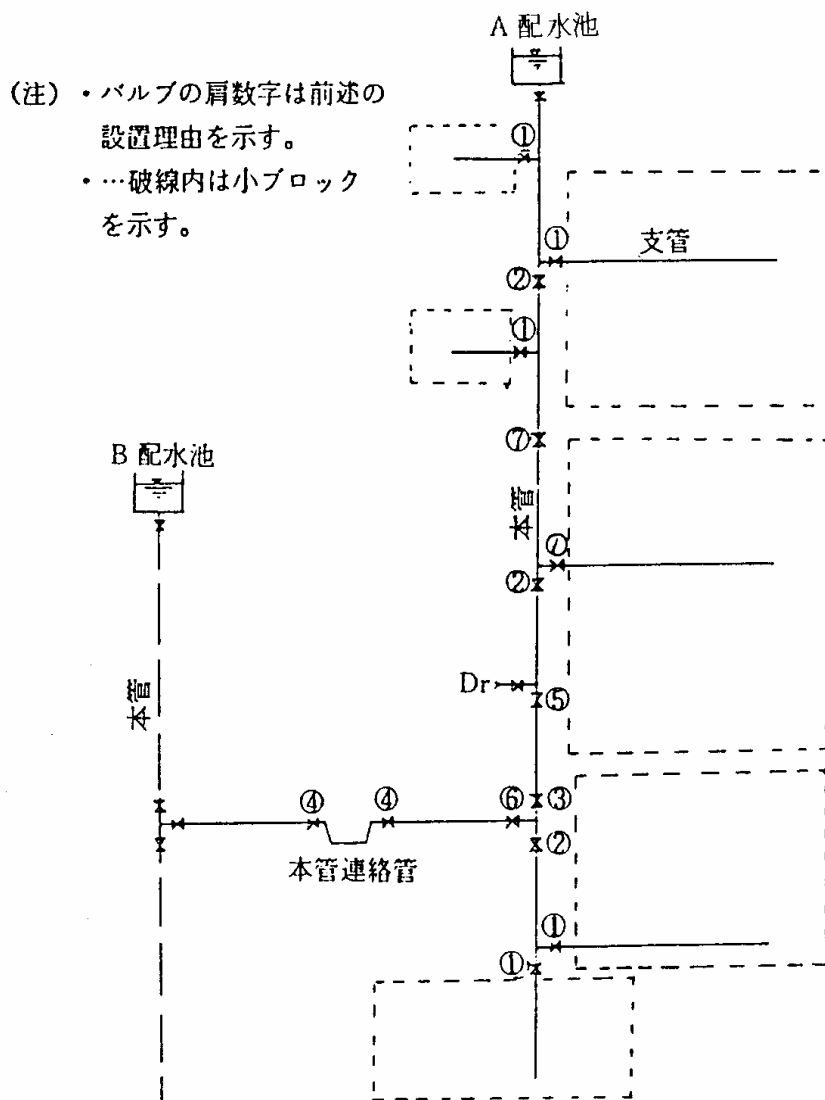 A 配水池
(注) ・バルブの肩数字は前述の
設置理由を示す。
・…破線内は小ブロック
を示す。
①
①
支管
②
①
⑦
B 配水池
本管
②
Dr
⑤
本管
④
④
⑥
③
②
本管連絡管
①
①